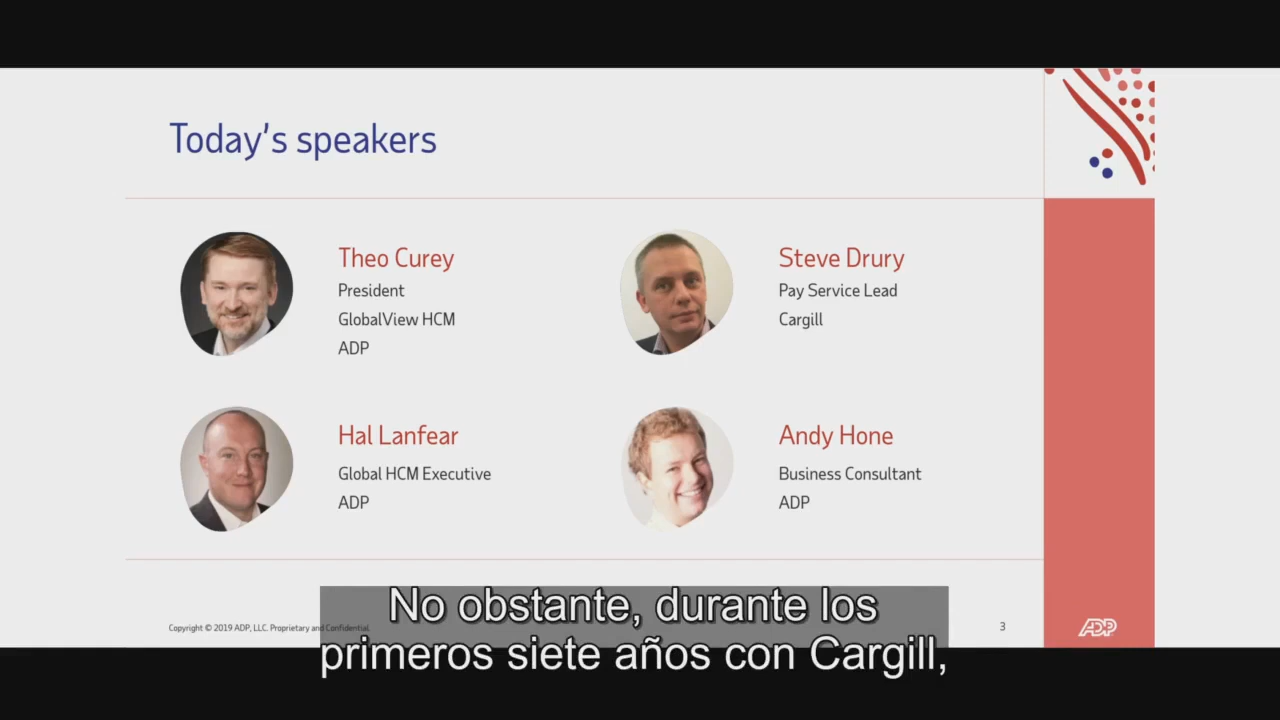 Today's speakers
Theo Curey
President
GlobalView HCM
ADP
Steve Drury
Pay Service Lead
Cargill
Hal Lanfear
Global HCM Executive
ADP
Andy Hone
Business Consultant
ADP
Copyright © 2019 ADP, LLC. Proprietary and Confidential.
3
ADP
No obstante, durante los
primeros siete años con Cargill,